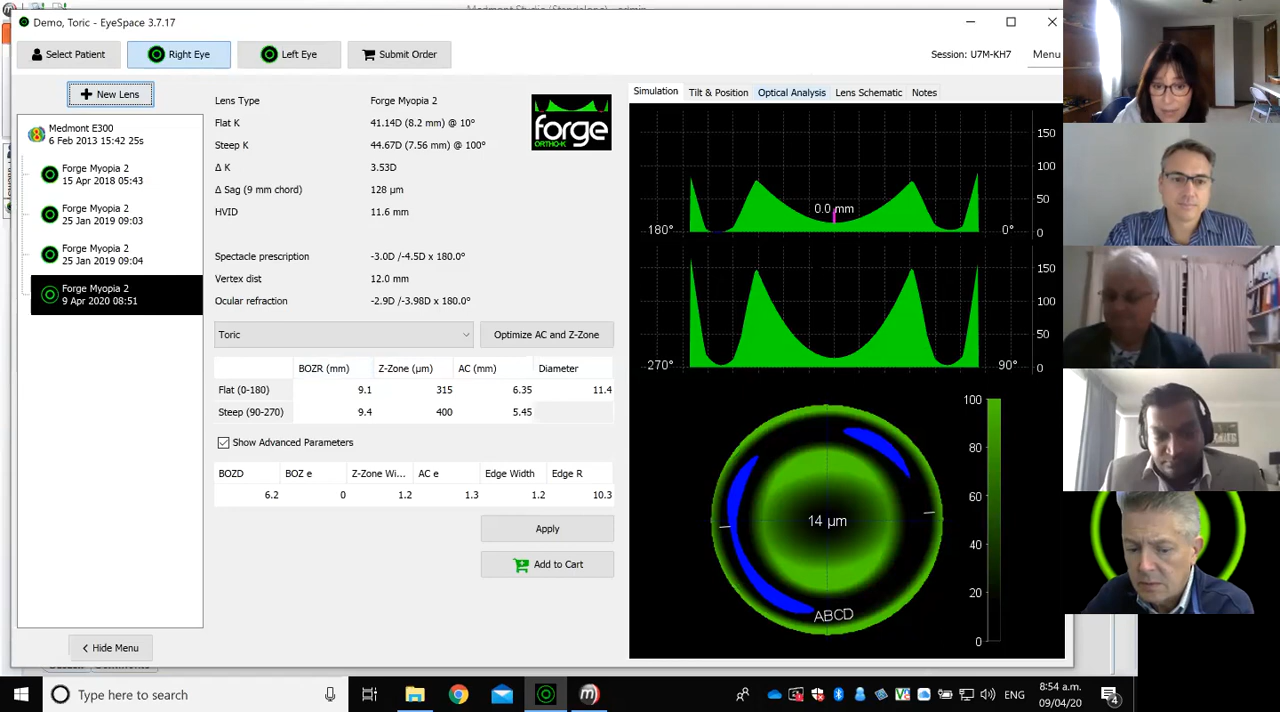 Medmont Studio (Standalone) - admin
Demo, Toric - EyeSpace 3.7.17
Select Patient
Right Eye
Left Eye
Submit Order
Session: U7M-KH7
Menu
New Lens
Medmont E300
6 Feb 2013 15:42 25s
Forge Myopia 2
15 Apr 2018 05:43
Forge Myopia 2
25 Jan 2019 09:03
Forge Myopia 2
25 Jan 2019 09:04
Forge Myopia 2
9 Apr 2020 08:51
Hide Menu
Lens Type Forge Myopia 2
Flat K 41.14D (8.2 mm) @ 10°
Steep K 44.67D (7.56 mm) @ 100°
Δ K 3.53D
Δ Sag (9 mm chord) 128 µm
HVID 11.6 mm
forge
ORTHO-K
Spectacle prescription -3.0D /-4.5D x 180.0°
Vertex dist 12.0 mm
Ocular refraction -2.9D /-3.98D x 180.0°
Toric
Optimize AC and Z-Zone
BOZR (mm) Z-Zone (µm) AC (mm) Diameter
Flat (0-180) 9.1 315 6.35 11.4
Steep (90-270) 9.4 400 5.45
Show Advanced Parameters
BOZD BOZ e Z-Zone Wi... AC e Edge Width Edge R
6.2 0 1.2 1.3 1.2 10.3
Apply
Add to Cart
Simulation Tilt & Position Optical Analysis Lens Schematic Notes
150
100
50
0
0.0 mm
180° 0°
150
100
50
0
270° 90°
100
80
60
40
20
0
14 µm
ABCD
Type here to search
ENG
8:54 a.m.
09/04/20
4